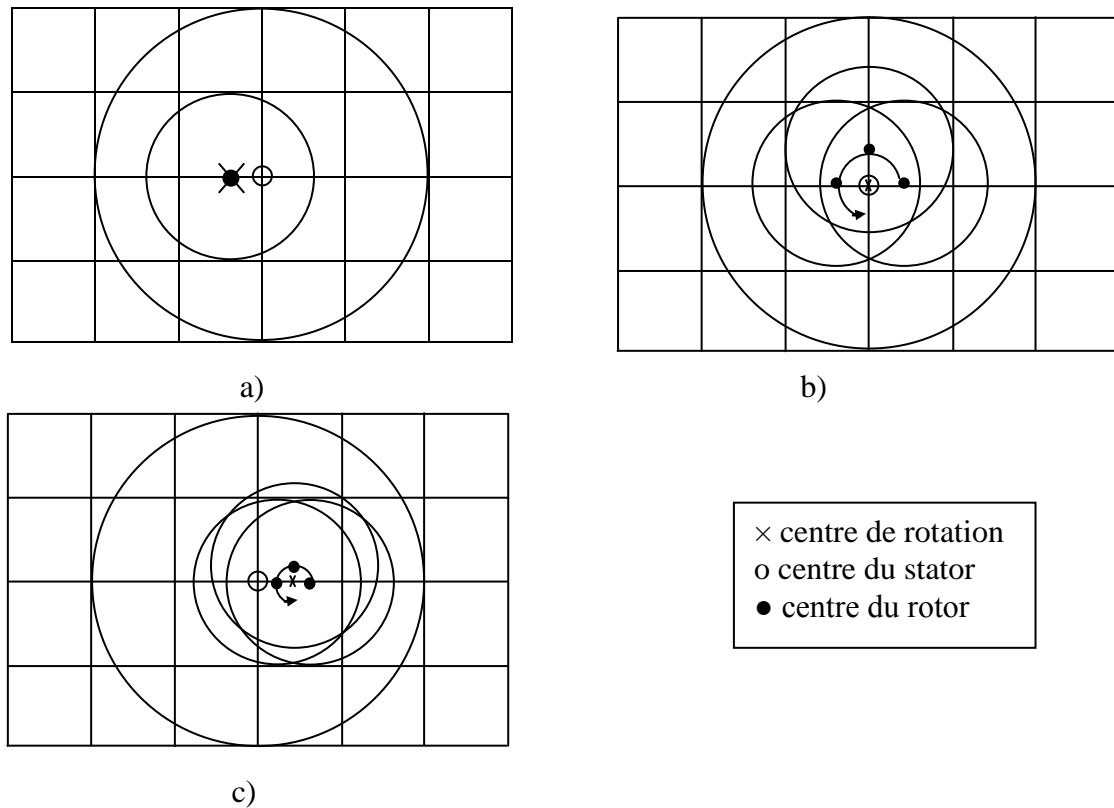 a)
b)
c)
× centre de rotation
o centre du stator
● centre du rotor